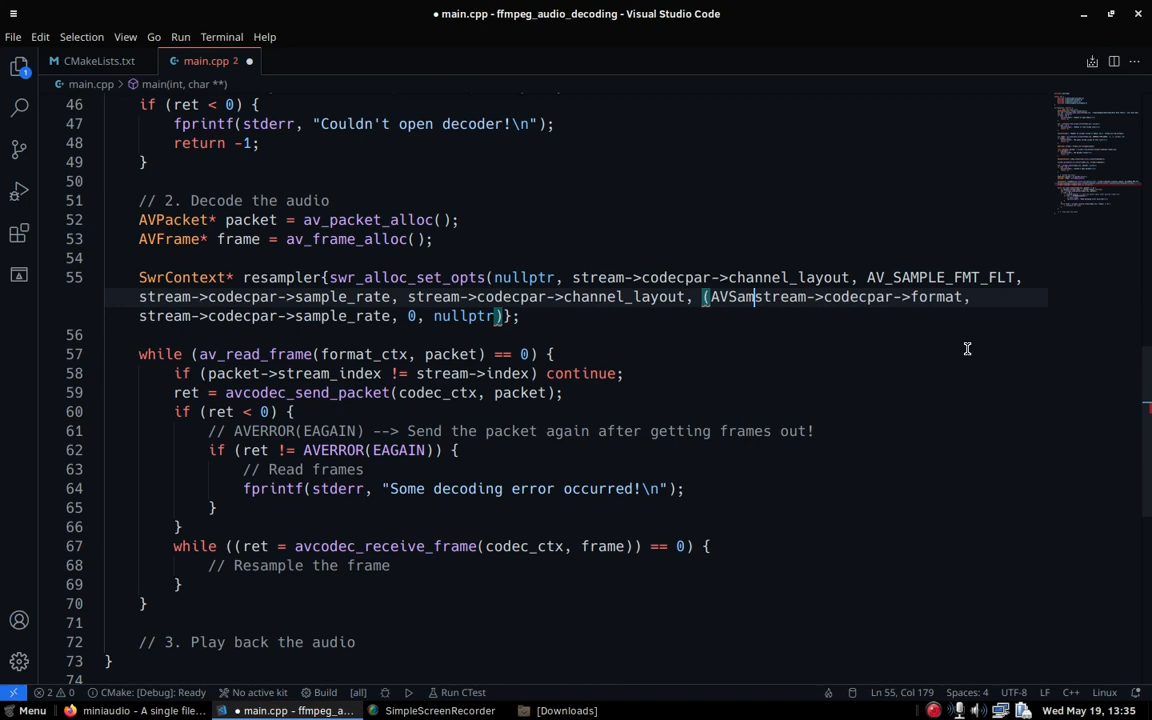 ● main.cpp - ffmpeg_audio_decoding - Visual Studio Code
File Edit Selection View Go Run Terminal Help
CMakeLists.txt main.cpp 2 ●
main.cpp > main(int, char **)
46 if (ret < 0) {
47 fprintf(stderr, "Couldn't open decoder!\n");
48 return -1;
49 }
50
51 // 2. Decode the audio
52 AVPacket* packet = av_packet_alloc();
53 AVFrame* frame = av_frame_alloc();
54
55 SwrContext* resampler{swr_alloc_set_opts(nullptr, stream->codecpar->channel_layout, AV_SAMPLE_FMT_FLT,
stream->codecpar->sample_rate, stream->codecpar->channel_layout, (AVSamstream->codecpar->format,
stream->codecpar->sample_rate, 0, nullptr)};
56
57 while (av_read_frame(format_ctx, packet) == 0) {
58 if (packet->stream_index != stream->index) continue;
59 ret = avcodec_send_packet(codec_ctx, packet);
60 if (ret < 0) {
61 // AVERROR(EAGAIN) --> Send the packet again after getting frames out!
62 if (ret != AVERROR(EAGAIN)) {
63 // Read frames
64 fprintf(stderr, "Some decoding error occurred!\n");
65 }
66 }
67 while ((ret = avcodec_receive_frame(codec_ctx, frame)) == 0) {
68 // Resample the frame
69 }
70 }
71
72 // 3. Play back the audio
73 }
74
1
2 0 CMake: [Debug]: Ready No active kit Build [all] Run CTest Ln 55, Col 179 Spaces: 4 UTF-8 LF C++ Linux
Menu miniaudio - A single file... ● main.cpp - ffmpeg_a... SimpleScreenRecorder [Downloads] Wed May 19, 13:35